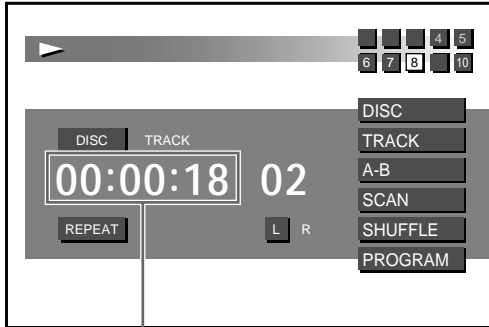 4 5
6 7 8 10
DISC
DISC TRACK
TRACK
00:00:18 02
A-B
SCAN
REPEAT
L R
SHUFFLE
PROGRAM